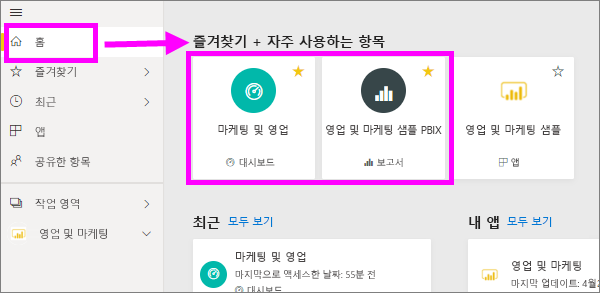 홈
즐겨찾기
최근
앱
공유한 항목
작업 영역
영업 및 마케팅
즐겨찾기 + 자주 사용하는 항목
마케팅 및 영업
대시보드
영업 및 마케팅 샘플 PBIX
보고서
영업 및 마케팅 샘플
앱
최근 모두 보기
마케팅 및 영업
마지막으로 액세스한 날짜: 55분 전
대시보드
내 앱 모두 보기
영업 및 마케팅
마지막 업데이트: 4월